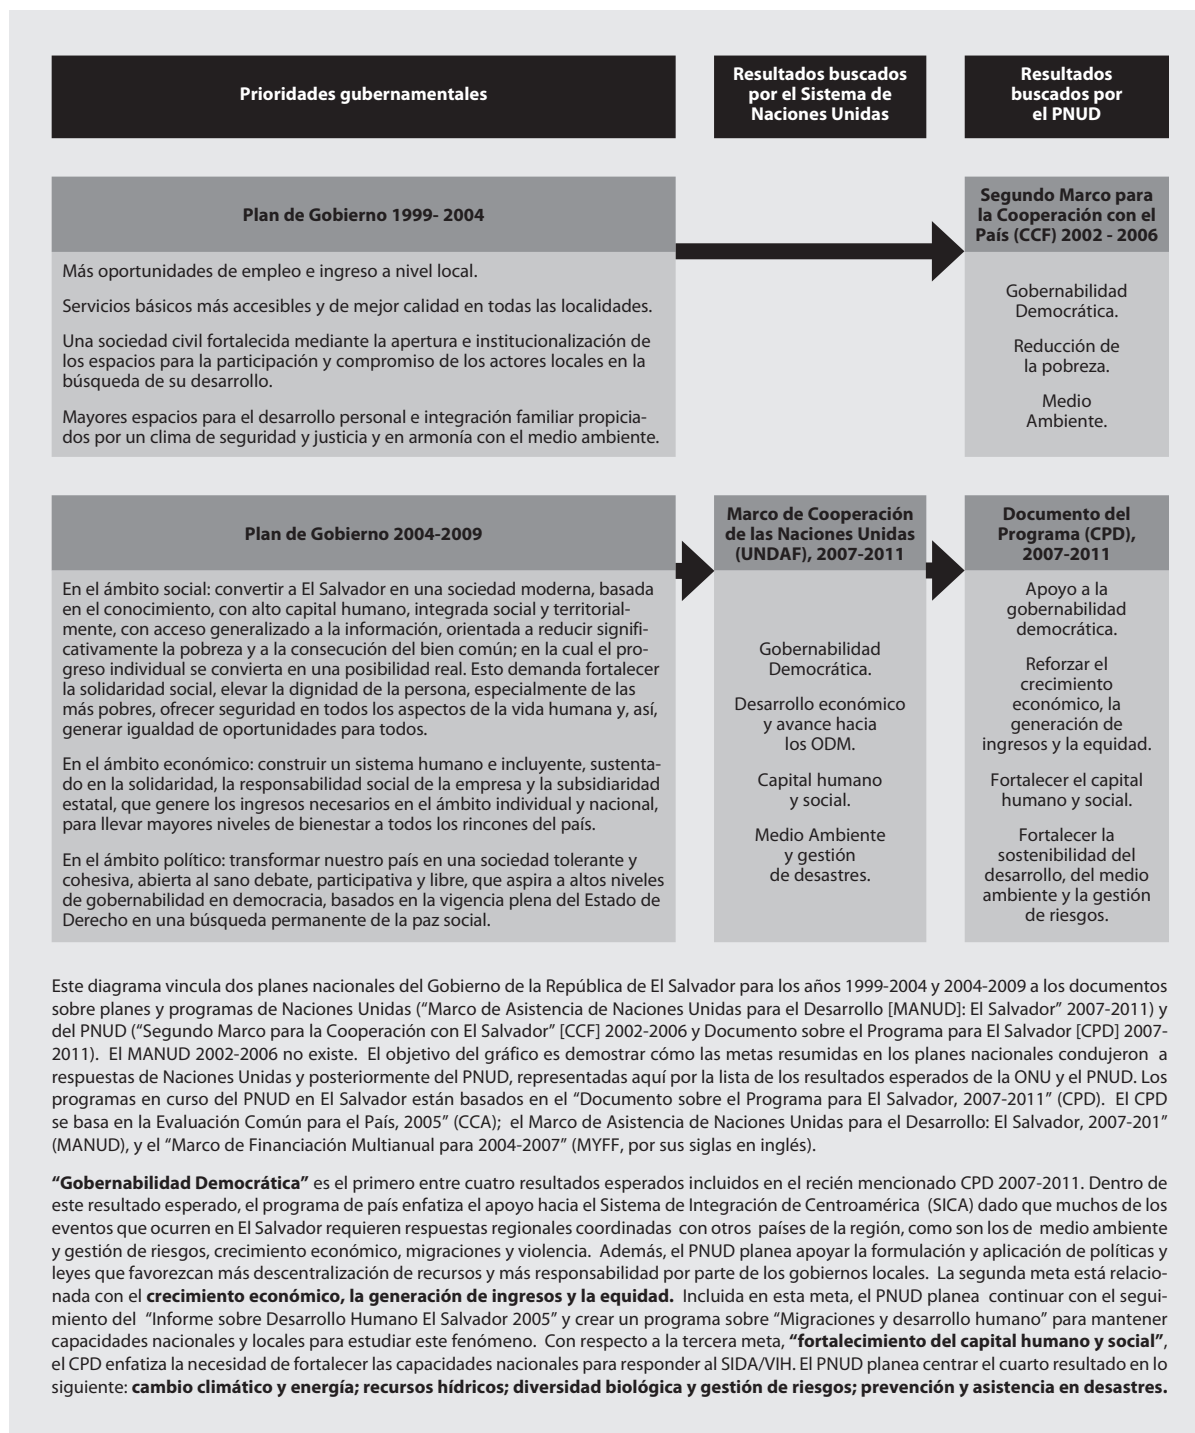 Prioridades gubernamentales
Resultados buscados
por el Sistema de
Naciones Unidas
Resultados
buscados por
el PNUD
Plan de Gobierno 1999- 2004
Más oportunidades de empleo e ingreso a nivel local.
Servicios básicos más accesibles y de mejor calidad en todas las localidades.
Una sociedad civil fortalecida mediante la apertura e institucionalización de
los espacios para la participación y compromiso de los actores locales en la
búsqueda de su desarrollo.
Mayores espacios para el desarrollo personal e integración familiar propicia-
dos por un clima de seguridad y justicia y en armonía con el medio ambiente.
Segundo Marco para
la Cooperación con el
País (CCF) 2002 - 2006
Gobernabilidad
Democrática.
Reducción de
la pobreza.
Medio
Ambiente.
Plan de Gobierno 2004-2009
En el ámbito social: convertir a El Salvador en una sociedad moderna, basada
en el conocimiento, con alto capital humano, integrada social y territorial-
mente, con acceso generalizado a la información, orientada a reducir signifi-
cativamente la pobreza y a la consecución del bien común; en la cual el pro-
greso individual se convierta en una posibilidad real. Esto demanda fortalecer
la solidaridad social, elevar la dignidad de la persona, especialmente de las
más pobres, ofrecer seguridad en todos los aspectos de la vida humana y, así,
generar igualdad de oportunidades para todos.
En el ámbito económico: construir un sistema humano e incluyente, sustenta-
do en la solidaridad, la responsabilidad social de la empresa y la subsidiaridad
estatal, que genere los ingresos necesarios en el ámbito individual y nacional,
para llevar mayores niveles de bienestar a todos los rincones del país.
En el ámbito político: transformar nuestro país en una sociedad tolerante y
cohesiva, abierta al sano debate, participativa y libre, que aspira a altos niveles
de gobernabilidad en democracia, basados en la vigencia plena del Estado de
Derecho en una búsqueda permanente de la paz social.
Marco de Cooperación
de las Naciones Unidas
(UNDAF), 2007-2011
Gobernabilidad
Democrática.
Desarrollo económico
y avance hacia
los ODM.
Capital humano
y social.
Medio Ambiente
y gestión
de desastres.
Documento del
Programa (CPD),
2007-2011
Apoyo a la
gobernabilidad
democrática.
Reforzar el
crecimiento
económico, la
generación de
ingresos y la equidad.
Fortalecer el capital
humano y social.
Fortalecer la
sostenibilidad del
desarrollo, del medio
ambiente y la gestión
de riesgos.
Este diagrama vincula dos planes nacionales del Gobierno de la República de El Salvador para los años 1999-2004 y 2004-2009 a los documentos
sobre planes y programas de Naciones Unidas (“Marco de Asistencia de Naciones Unidas para el Desarrollo [MANUD]: El Salvador” 2007-2011) y
del PNUD (“Segundo Marco para la Cooperación con El Salvador” [CCF] 2002-2006 y Documento sobre el Programa para El Salvador [CPD] 2007-
2011). El MANUD 2002-2006 no existe. El objetivo del gráfico es demostrar cómo las metas resumidas en los planes nacionales condujeron a
respuestas de Naciones Unidas y posteriormente del PNUD, representadas aquí por la lista de los resultados esperados de la ONU y el PNUD. Los
programas en curso del PNUD en El Salvador están basados en el “Documento sobre el Programa para El Salvador, 2007-2011” (CPD). El CPD
se basa en la Evaluación Común para el País, 2005” (CCA); el Marco de Asistencia de Naciones Unidas para el Desarrollo: El Salvador, 2007-201”
(MANUD), y el “Marco de Financiación Multianual para 2004-2007” (MYFF, por sus siglas en inglés).
“Gobernabilidad Democrática” es el primero entre cuatro resultados esperados incluidos en el recién mencionado CPD 2007-2011. Dentro de
este resultado esperado, el programa de país enfatiza el apoyo hacia el Sistema de Integración de Centroamérica (SICA) dado que muchos de los
eventos que ocurren en El Salvador requieren respuestas regionales coordinadas con otros países de la región, como son los de medio ambiente
y gestión de riesgos, crecimiento económico, migraciones y violencia. Además, el PNUD planea apoyar la formulación y aplicación de políticas y
leyes que favorezcan más descentralización de recursos y más responsabilidad por parte de los gobiernos locales. La segunda meta está relacio-
nada con el crecimiento económico, la generación de ingresos y la equidad. Incluida en esta meta, el PNUD planea continuar con el segui-
miento del “Informe sobre Desarrollo Humano El Salvador 2005” y crear un programa sobre “Migraciones y desarrollo humano” para mantener
capacidades nacionales y locales para estudiar este fenómeno. Con respecto a la tercera meta, “fortalecimiento del capital humano y social”,
el CPD enfatiza la necesidad de fortalecer las capacidades nacionales para responder al SIDA/VIH. El PNUD planea centrar el cuarto resultado en lo
siguiente: cambio climático y energía; recursos hídricos; diversidad biológica y gestión de riesgos; prevención y asistencia en desastres.